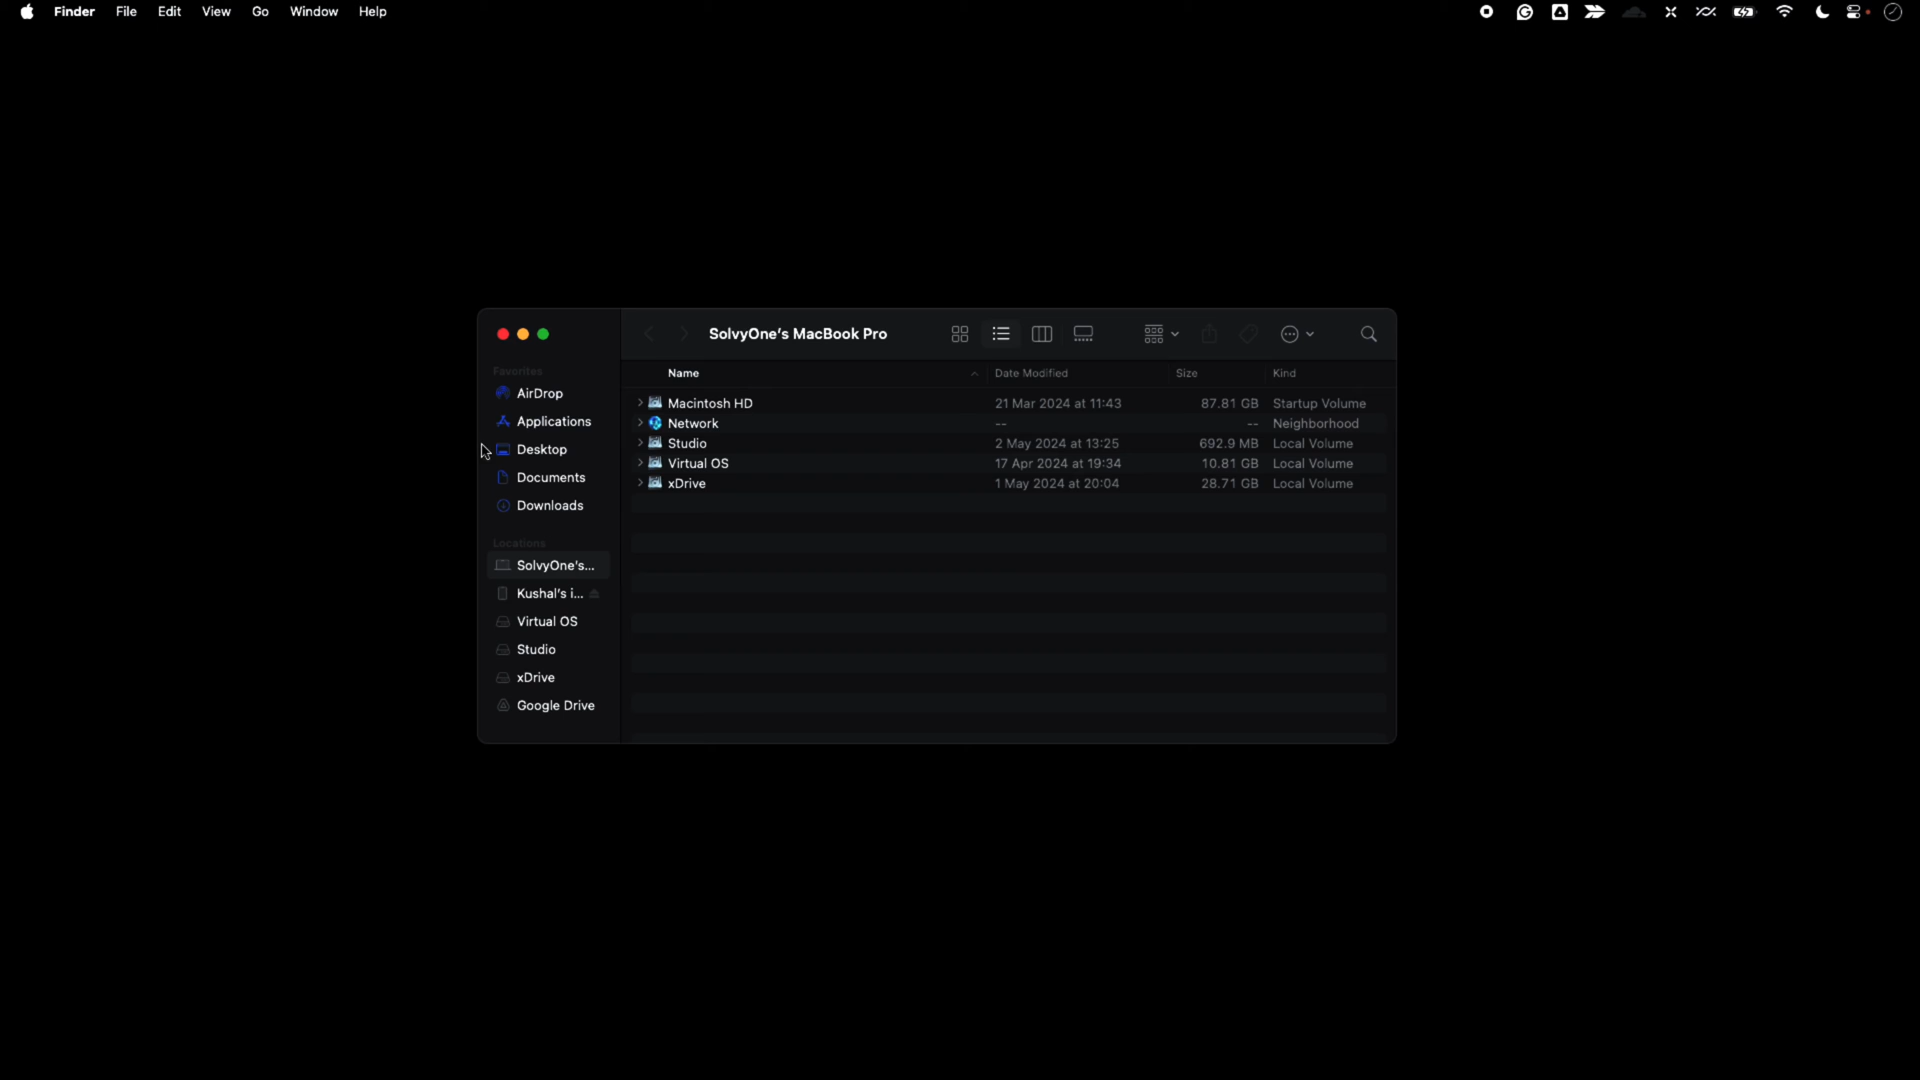 Finder File Edit View Go Window Help
SolvyOne's MacBook Pro
Favorites
AirDrop
Applications
Desktop
Documents
Downloads
Locations
SolvyOne's...
Kushal's i...
Virtual OS
Studio
xDrive
Google Drive
Name Date Modified Size Kind
Macintosh HD 21 Mar 2024 at 11:43 87.81 GB Startup Volume
Network -- -- Neighborhood
Studio 2 May 2024 at 13:25 692.9 MB Local Volume
Virtual OS 17 Apr 2024 at 19:34 10.81 GB Local Volume
xDrive 1 May 2024 at 20:04 28.71 GB Local Volume